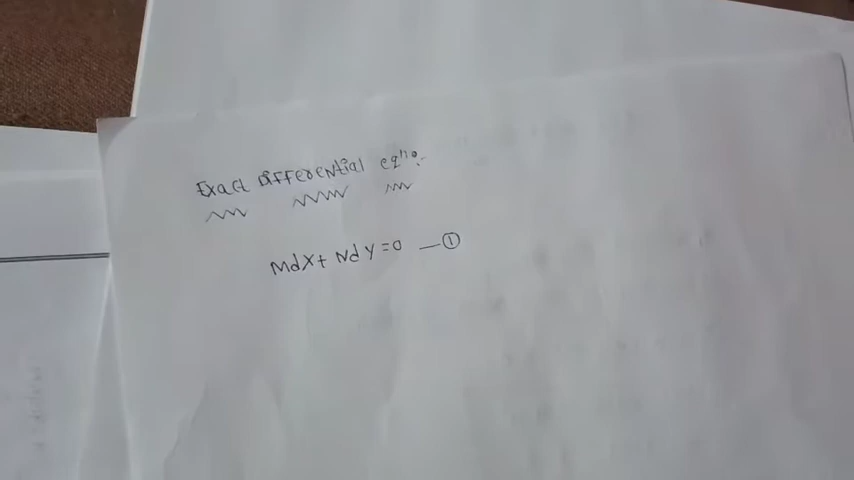 Exact Differential eqn:-
MdX+ NdY=0 —①